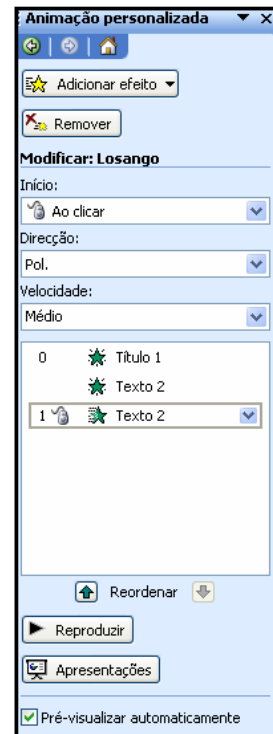 Animação personalizada
Adicionar efeito
Remover
Modificar: Losango
Início:
Ao clicar
Direcção:
Pol.
Velocidade:
Médio
0 Título 1
Texto 2
1 Texto 2
Reordenar
Reproduzir
Apresentações
Pré-visualizar automaticamente